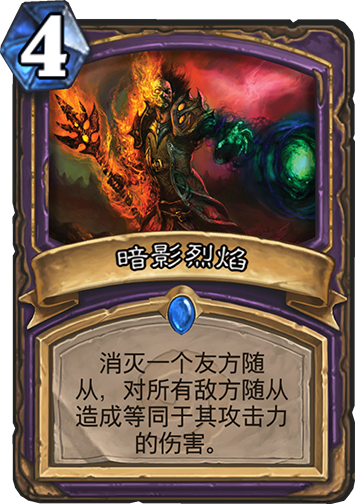 4
暗影烈焰
消灭一个友方随
从，对所有敌方随从
造成等同于其攻击力
的伤害。